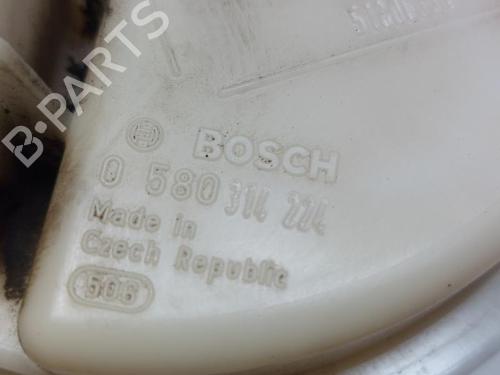 B-PARTS
BOSCH
0 580 314 224
Made in
Czech Republic
506